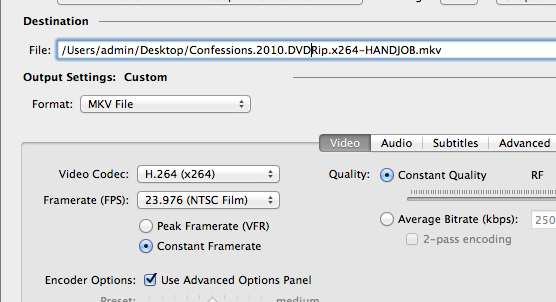 Destination
File: /Users/admin/Desktop/Confessions.2010.DVDRip.x264-HANDJOB.mkv
Output Settings: Custom
Format: MKV File
Video Audio Subtitles Advanced
Video Codec: H.264 (x264) Quality: Constant Quality RF
Framerate (FPS): 23.976 (NTSC Film)
Peak Framerate (VFR) Average Bitrate (kbps): 250
Constant Framerate 2-pass encoding
Encoder Options: Use Advanced Options Panel
Preset: medium